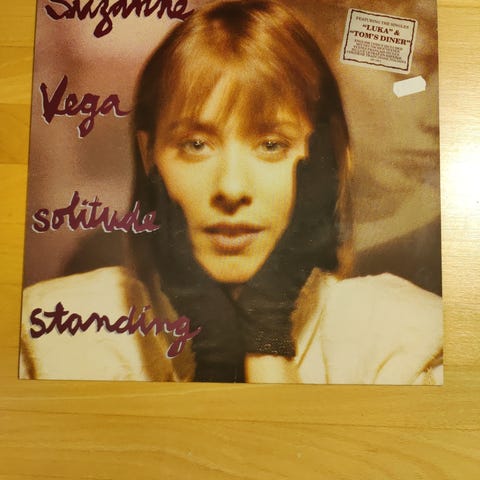 Suzanne
Vega
solitude
standing
FEATURING THE SINGLES
"LUKA" &
"TOM'S DINER"